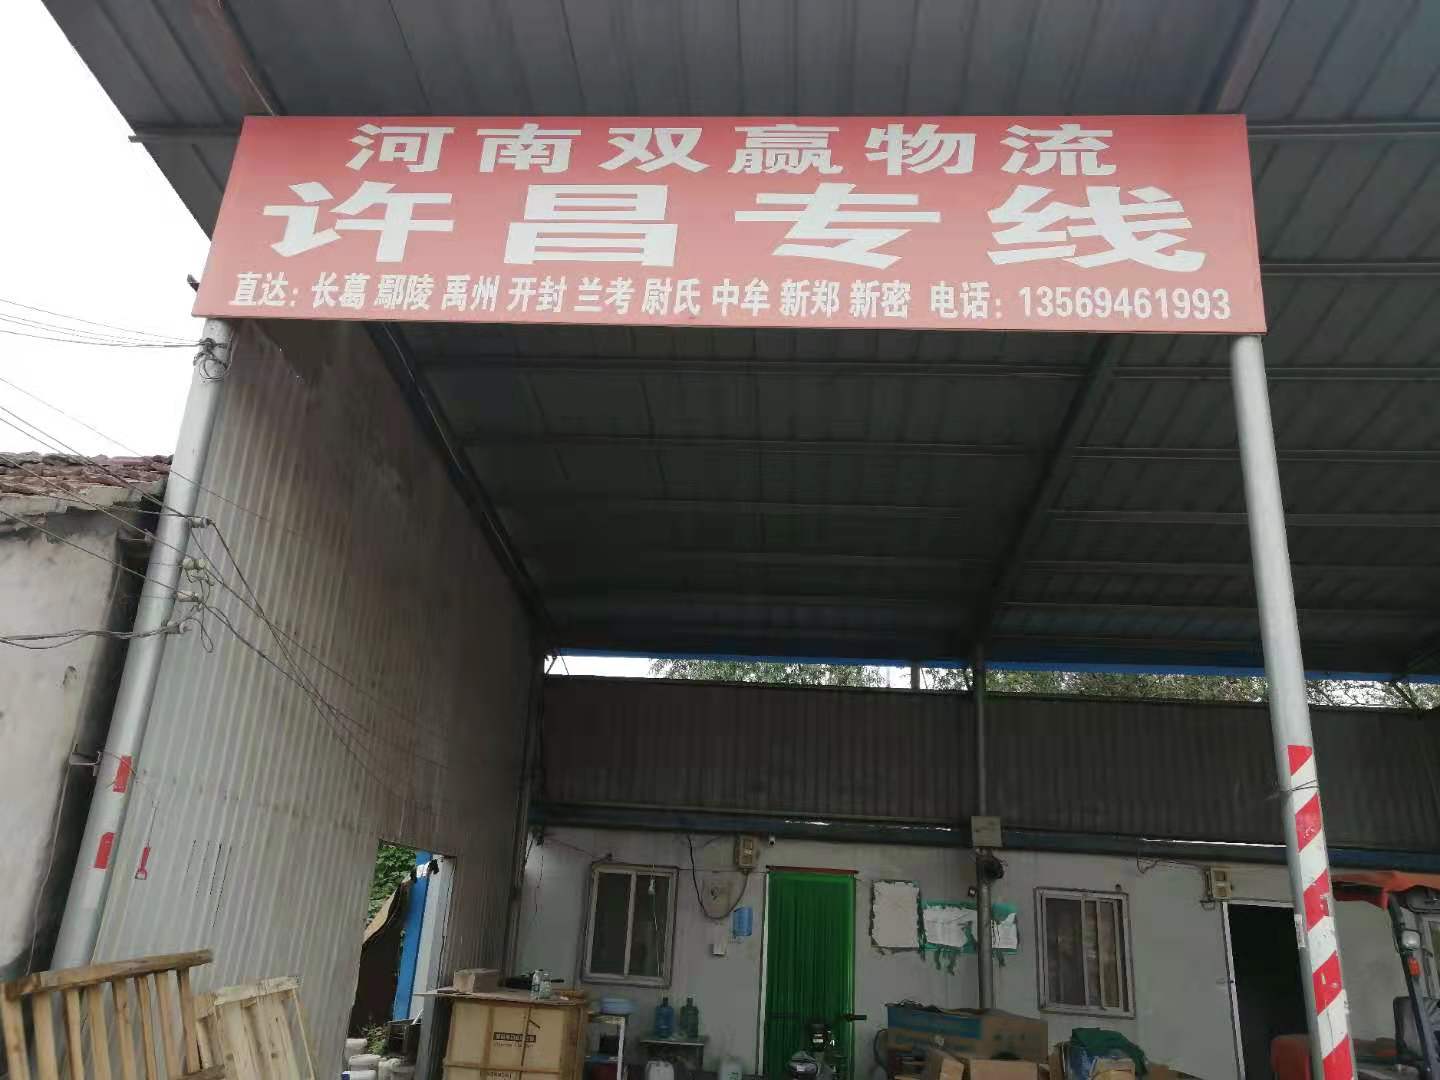 河南双赢物流
许昌专线
直达：长葛 鄢陵 禹州 开封 兰考 尉氏 中牟 新郑 新密 电话：13569461993